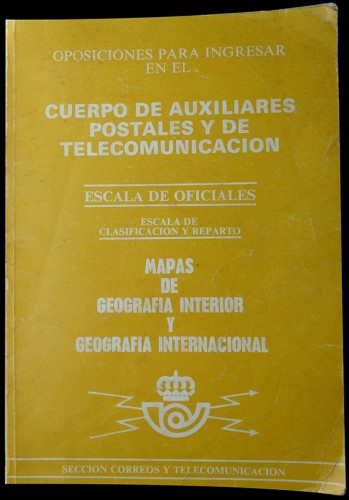 OPOSICIONES PARA INGRESAR
EN EL
CUERPO DE AUXILIARES
POSTALES Y DE
TELECOMUNICACION
ESCALA DE OFICIALES
ESCALA DE
CLASIFICACION Y REPARTO
MAPAS
DE
GEOGRAFIA INTERIOR
Y
GEOGRAFIA INTERNACIONAL
SECCION CORREOS Y TELECOMUNICACION